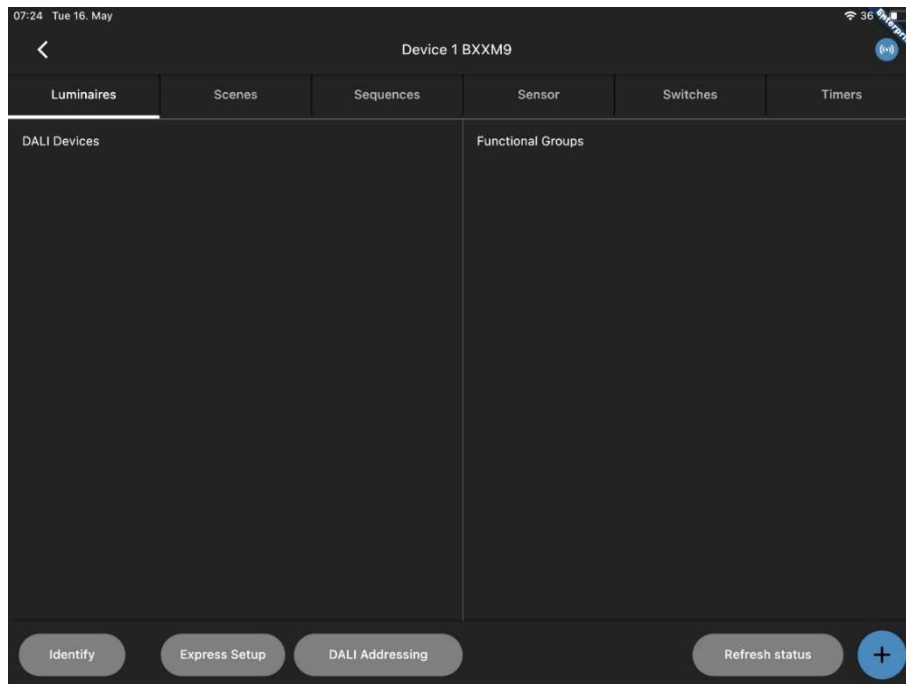 07:24 Tue 16. May
36
Device 1 BXXM9
Luminaires Scenes Sequences Sensor Switches Timers
DALI Devices Functional Groups
Identify Express Setup DALI Addressing Refresh status +